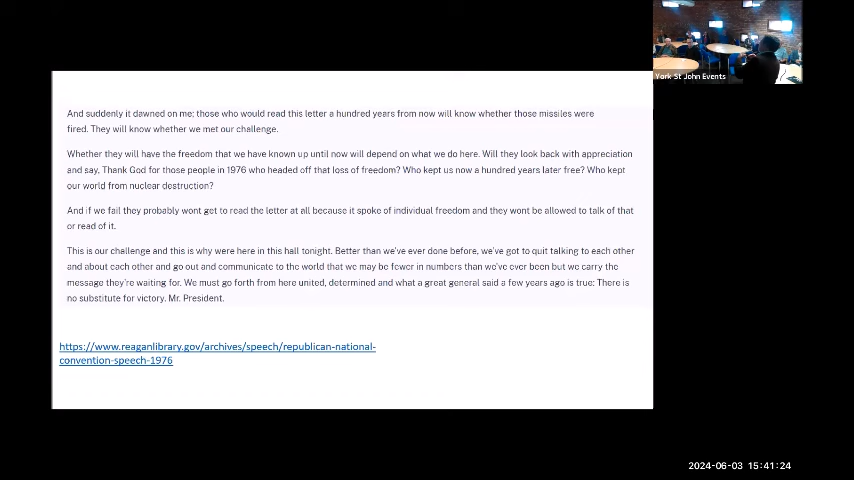 York St John Events
And suddenly it dawned on me; those who would read this letter a hundred years from now will know whether those missiles were
fired. They will know whether we met our challenge.
Whether they will have the freedom that we have known up until now will depend on what we do here. Will they look back with appreciation
and say, Thank God for those people in 1976 who headed off that loss of freedom? Who kept us now a hundred years later free? Who kept
our world from nuclear destruction?
And if we fail they probably wont get to read the letter at all because it spoke of individual freedom and they wont be allowed to talk of that
or read of it.
This is our challenge and this is why were here in this hall tonight. Better than we've ever done before, we've got to quit talking to each other
and about each other and go out and communicate to the world that we may be fewer in numbers than we've ever been but we carry the
message they're waiting for. We must go forth from here united, determined and what a great general said a few years ago is true: There is
no substitute for victory. Mr. President.
https://www.reaganlibrary.gov/archives/speech/republican-national-
convention-speech-1976
2024-06-03 15:41:24